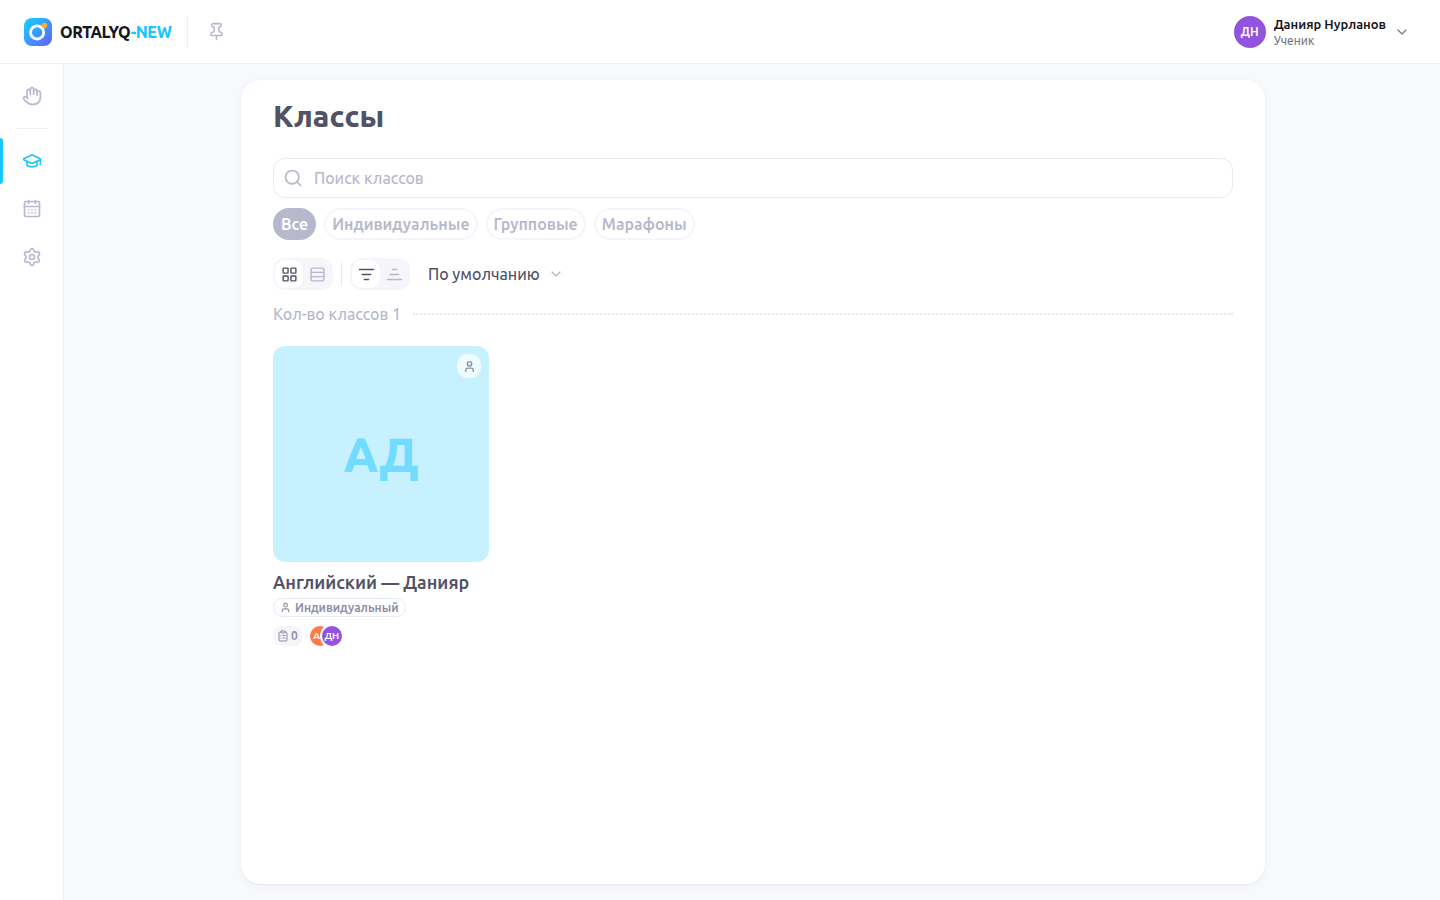 ORTALYQ-NEW
ДН
Данияр Нурланов
Ученик
Классы
Поиск классов
Все
Индивидуальные
Групповые
Марафоны
По умолчанию
Кол-во классов 1
АД
Английский — Данияр
Индивидуальный
0
ДН